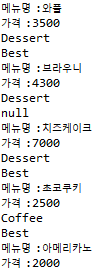 메뉴명 :와플
가격 :3500
Dessert
Best
메뉴명 :브라우니
가격 :4300
Dessert
null
메뉴명 :치즈케이크
가격 :7000
Dessert
Best
메뉴명 :초코쿠키
가격 :2500
Coffee
Best
메뉴명 :아메리카노
가격 :2000